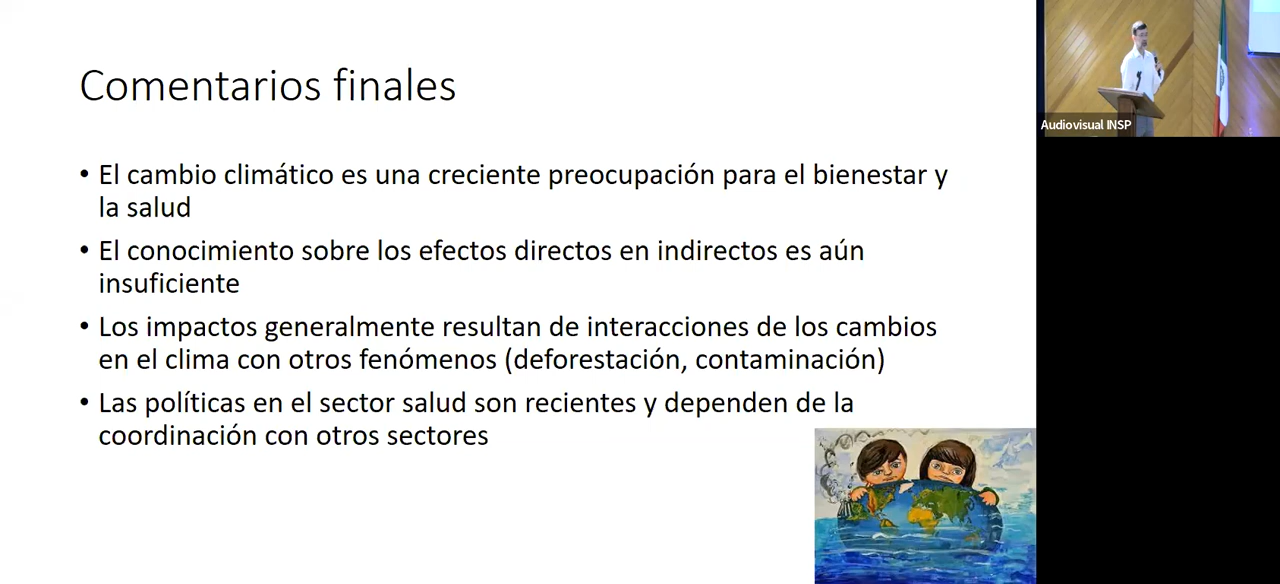 Comentarios finales
• El cambio climático es una creciente preocupación para el bienestar y
la salud
• El conocimiento sobre los efectos directos en indirectos es aún
insuficiente
• Los impactos generalmente resultan de interacciones de los cambios
en el clima con otros fenómenos (deforestación, contaminación)
• Las políticas en el sector salud son recientes y dependen de la
coordinación con otros sectores
Audiovisual INSP